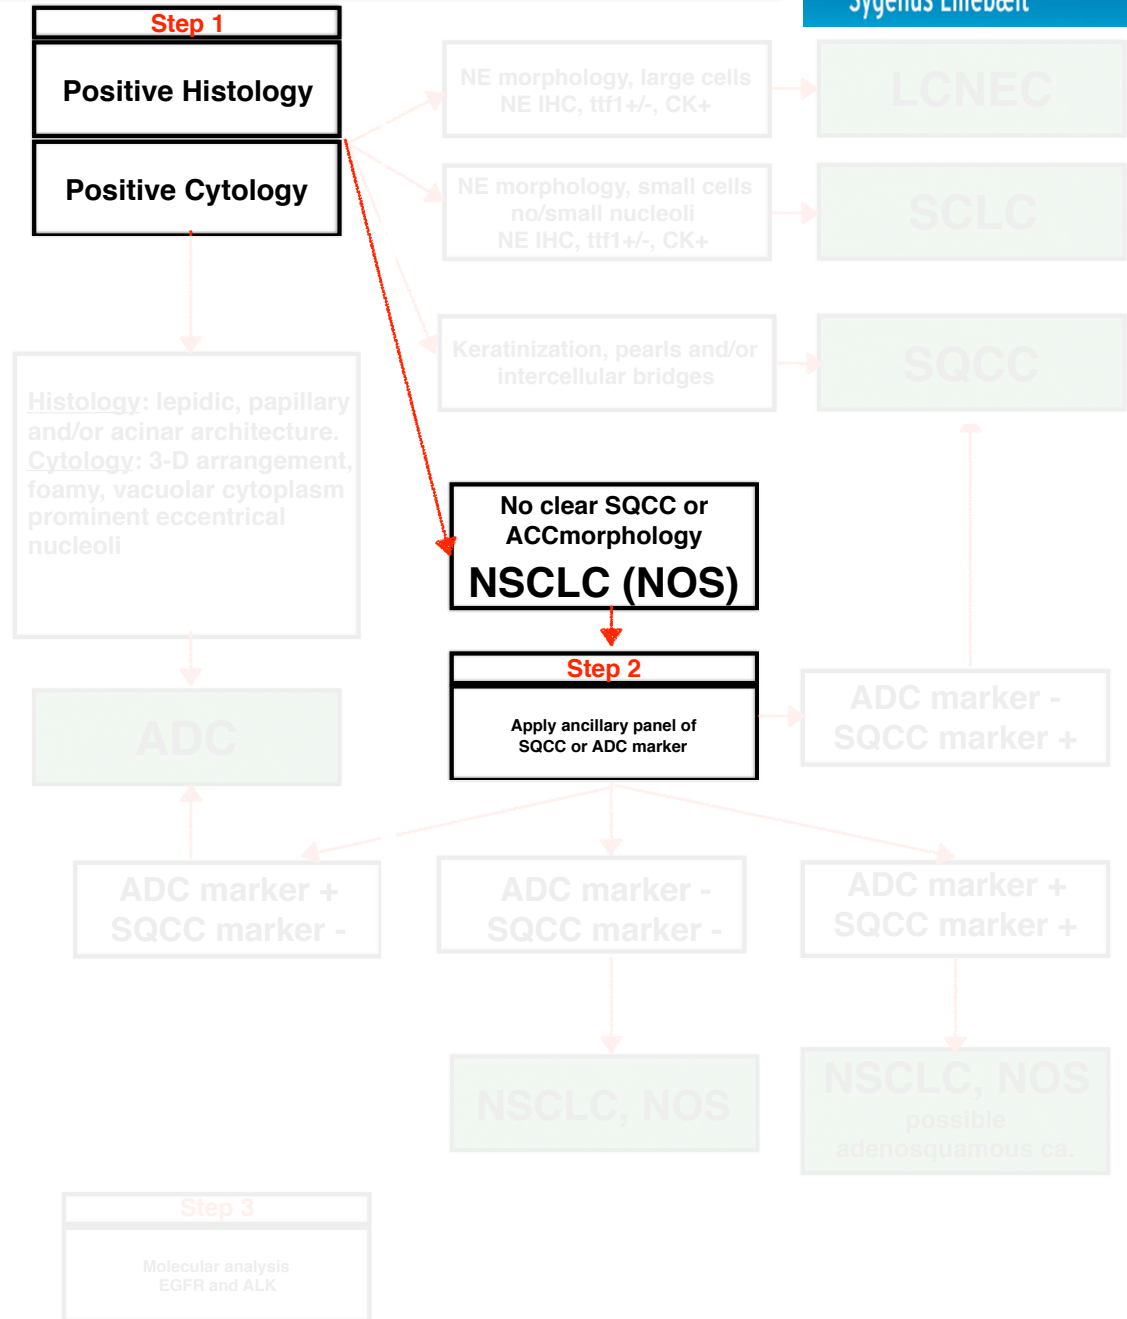 Sygehus Lillebælt
Step 1
Positive Histology
Positive Cytology
NE morphology, large cells
NE IHC, ttf1+/-, CK+
LCNEC
NE morphology, small cells
no/small nucleoli
NE IHC, ttf1+/-, CK+
SCLC
Keratinization, pearls and/or
intercellular bridges
SQCC
Histology: lepidic, papillary
and/or acinar architecture.
Cytology: 3-D arrangement,
foamy, vacuolar cytoplasm
prominent eccentrical
nucleoli
No clear SQCC or
ACCmorphology
NSCLC (NOS)
Step 2
Apply ancillary panel of
SQCC or ADC marker
ADC marker -
SQCC marker +
ADC
ADC marker +
SQCC marker -
ADC marker -
SQCC marker -
ADC marker +
SQCC marker +
NSCLC, NOS
NSCLC, NOS
possible
adenosquamous ca.
Step 3
Molecular analysis
EGFR and ALK